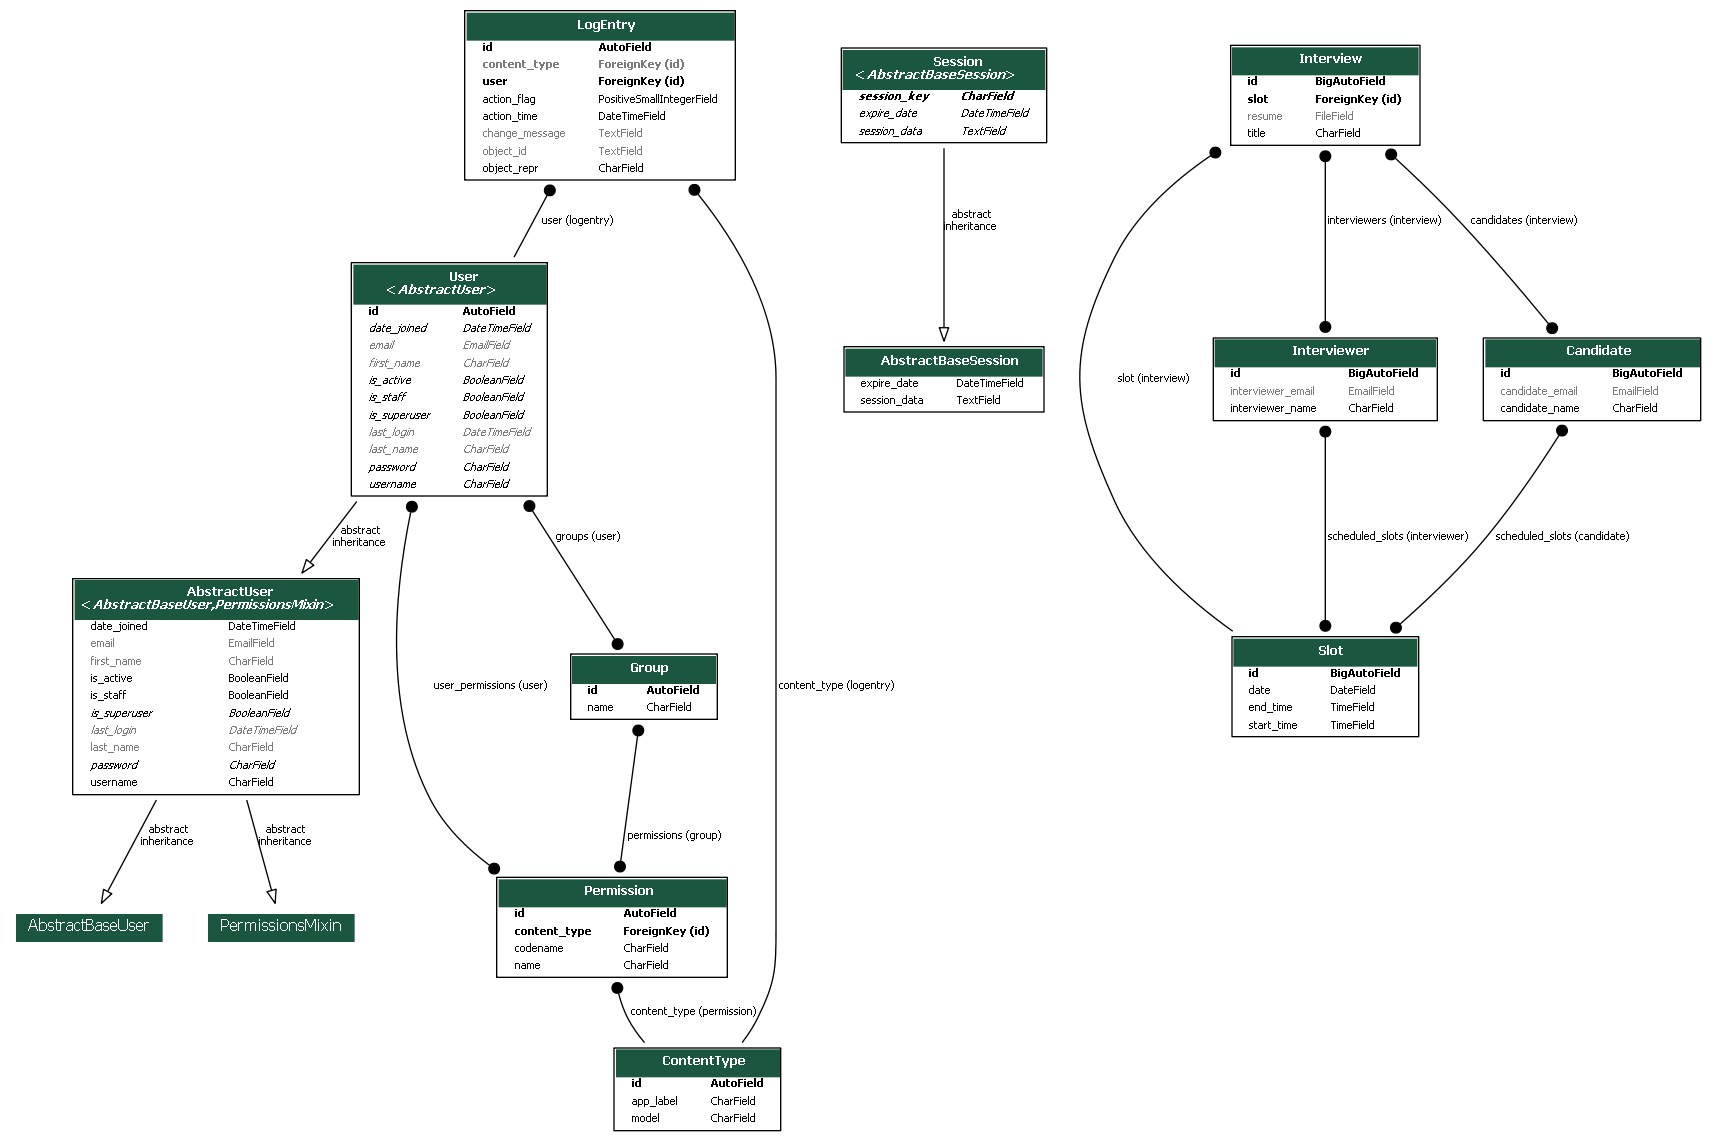 LogEntry
id AutoField
content_type ForeignKey (id)
user ForeignKey (id)
action_flag PositiveSmallIntegerField
action_time DateTimeField
change_message TextField
object_id TextField
object_repr CharField
user (logentry)
User
<AbstractUser>
id AutoField
date_joined DateTimeField
email EmailField
first_name CharField
is_active BooleanField
is_staff BooleanField
is_superuser BooleanField
last_login DateTimeField
last_name CharField
password CharField
username CharField
abstract
inheritance
groups (user)
AbstractUser
<AbstractBaseUser,PermissionsMixin>
date_joined DateTimeField
email EmailField
first_name CharField
is_active BooleanField
is_staff BooleanField
is_superuser BooleanField
last_login DateTimeField
last_name CharField
password CharField
username CharField
user_permissions (user)
Group
id AutoField
name CharField
content_type (logentry)
abstract
inheritance
abstract
inheritance
permissions (group)
AbstractBaseUser
PermissionsMixin
Permission
id AutoField
content_type ForeignKey (id)
codename CharField
name CharField
content_type (permission)
ContentType
id AutoField
app_label CharField
model CharField
Session
<AbstractBaseSession>
session_key CharField
expire_date DateTimeField
session_data TextField
abstract
inheritance
AbstractBaseSession
expire_date DateTimeField
session_data TextField
Interview
id BigAutoField
slot ForeignKey (id)
resume FileField
title CharField
interviewers (interview)
candidates (interview)
slot (interview)
Interviewer
id BigAutoField
interviewer_email EmailField
interviewer_name CharField
Candidate
id BigAutoField
candidate_email EmailField
candidate_name CharField
scheduled_slots (interviewer)
scheduled_slots (candidate)
Slot
id BigAutoField
date DateField
end_time TimeField
start_time TimeField